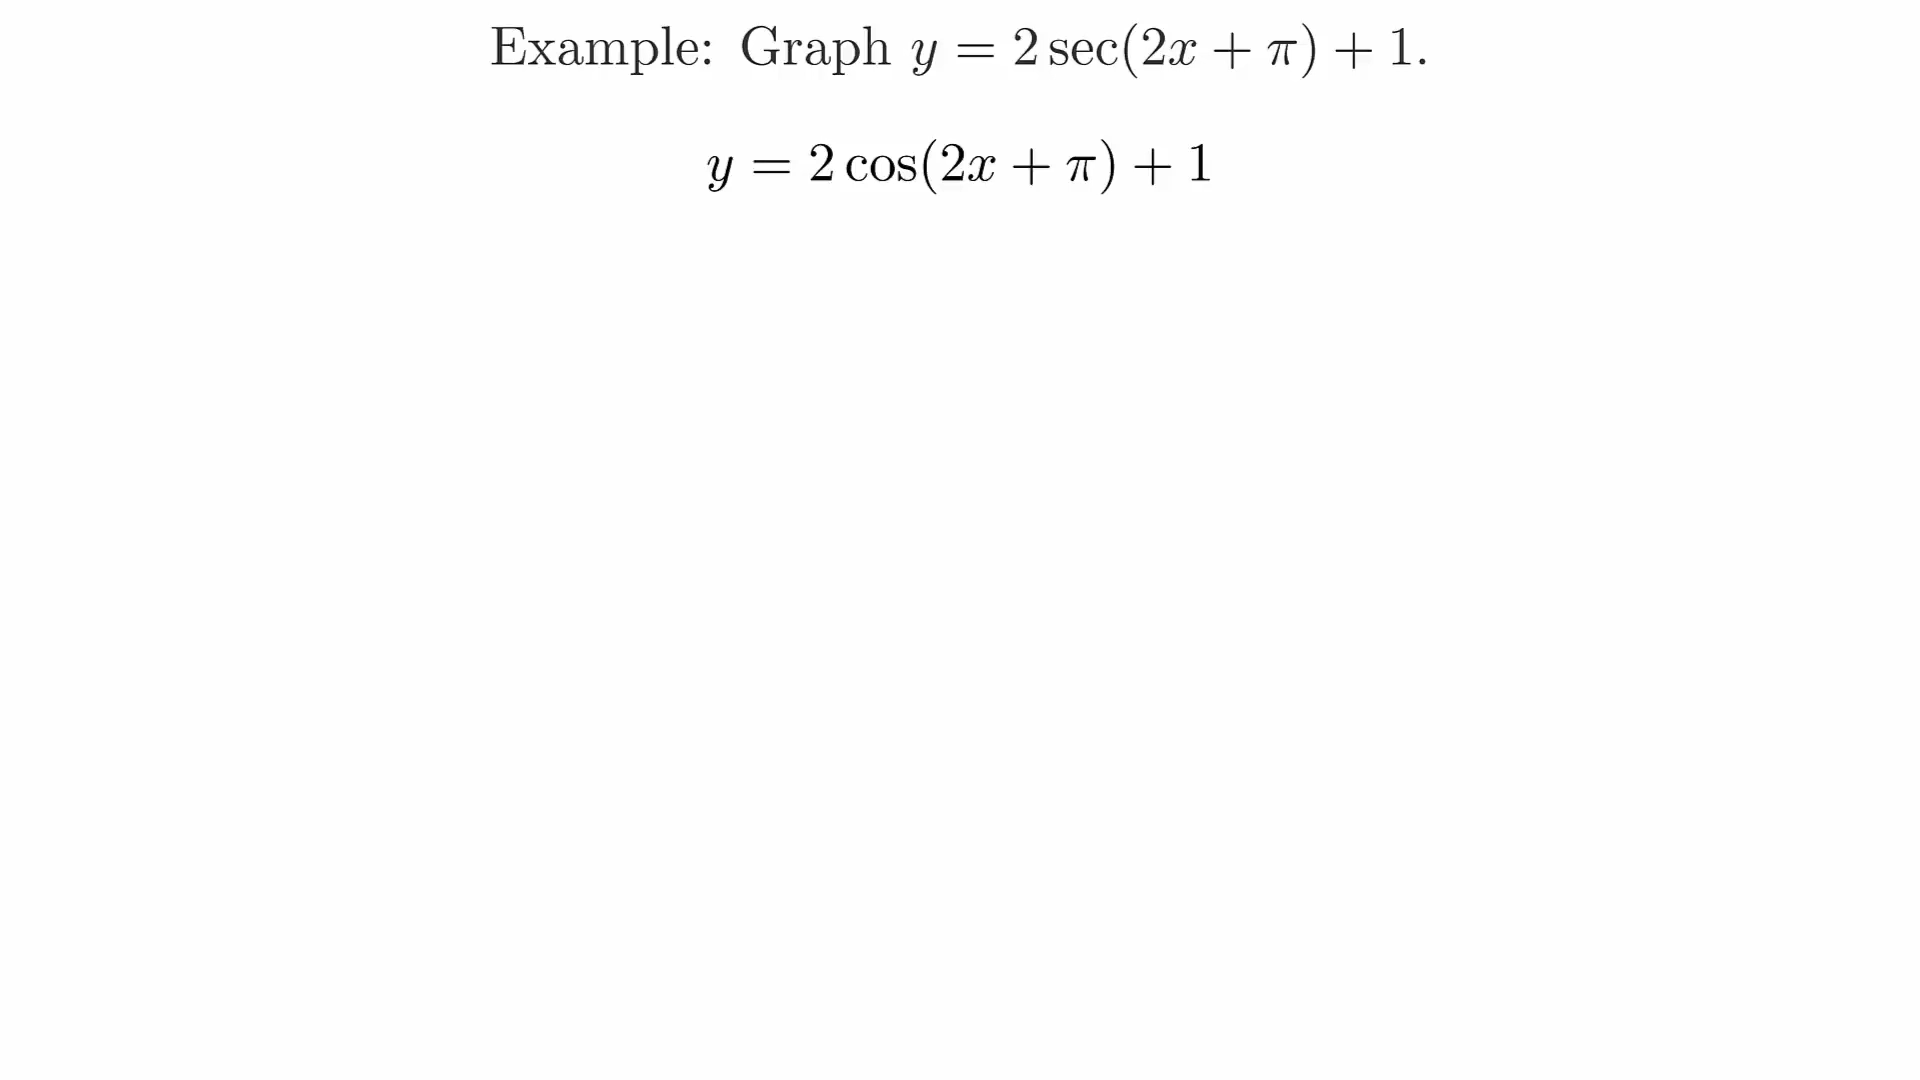 Example: Graph y = 2 sec(2x + π) + 1.
y = 2 cos(2x + π) + 1